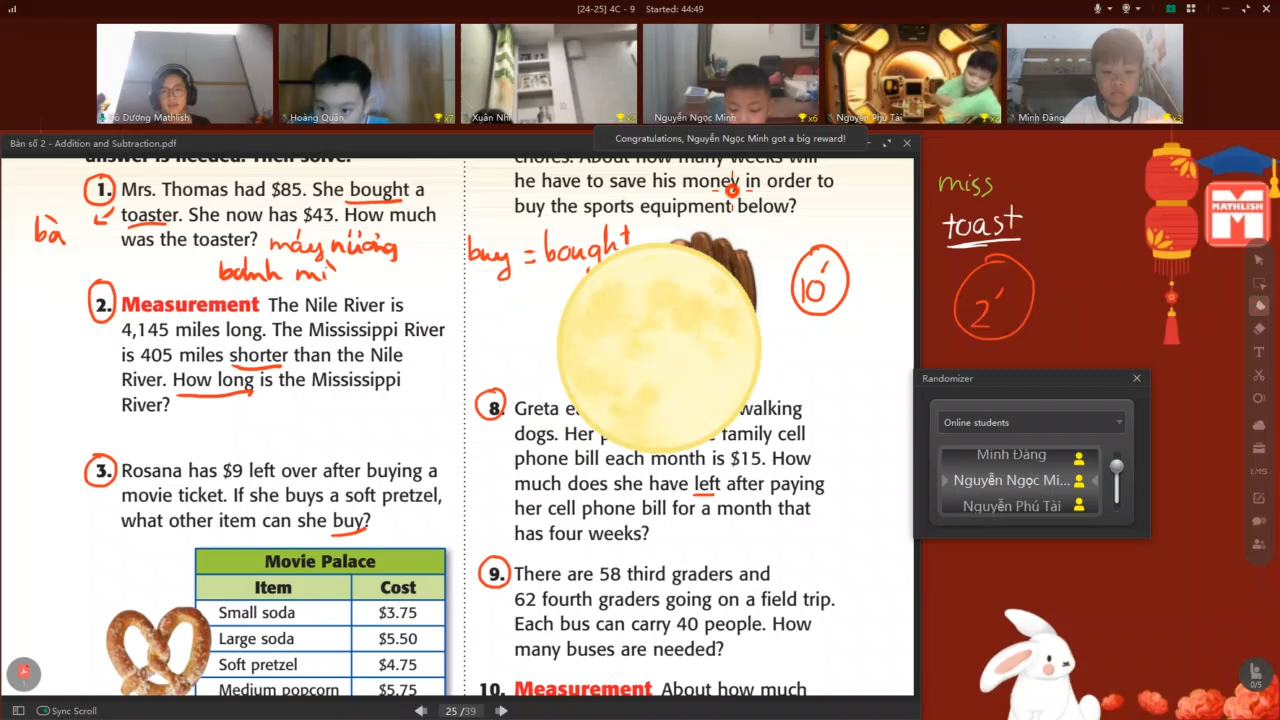 [24-25] 4C - 9 Started: 44:49
Hoàng Quân
x7
Xuân Nhi
Nguyễn Ngọc Minh
x6
Nguyễn Phú Tài
Minh Đăng
Congratulations, Nguyễn Ngọc Minh got a big reward!
Bàn số 2 - Addition and Subtraction.pdf
answer is needed. Then solve.
1. Mrs. Thomas had $85. She bought a
toaster. She now has $43. How much
was the toaster?
bà
máy nướng
bánh mì
2. Measurement The Nile River is
4,145 miles long. The Mississippi River
is 405 miles shorter than the Nile
River. How long is the Mississippi
River?
3. Rosana has $9 left over after buying a
movie ticket. If she buys a soft pretzel,
what other item can she buy?
Movie Palace
Item Cost
Small soda $3.75
Large soda $5.50
Soft pretzel $4.75
Medium popcorn $5.75
chores. About how many weeks will
he have to save his money in order to
buy the sports equipment below?
buy = bought
10'
8. Greta walking
dogs. Her family cell
phone bill each month is $15. How
much does she have left after paying
her cell phone bill for a month that
has four weeks?
9. There are 58 third graders and
62 fourth graders going on a field trip.
Each bus can carry 40 people. How
many buses are needed?
10. Measurement About how much
miss
toast
2'
MATHLISH
Randomizer
Online students
Minh Đăng
Nguyễn Ngọc Mi...
Nguyễn Phú Tài
LMS
0/5
Sync Scroll
25 /39